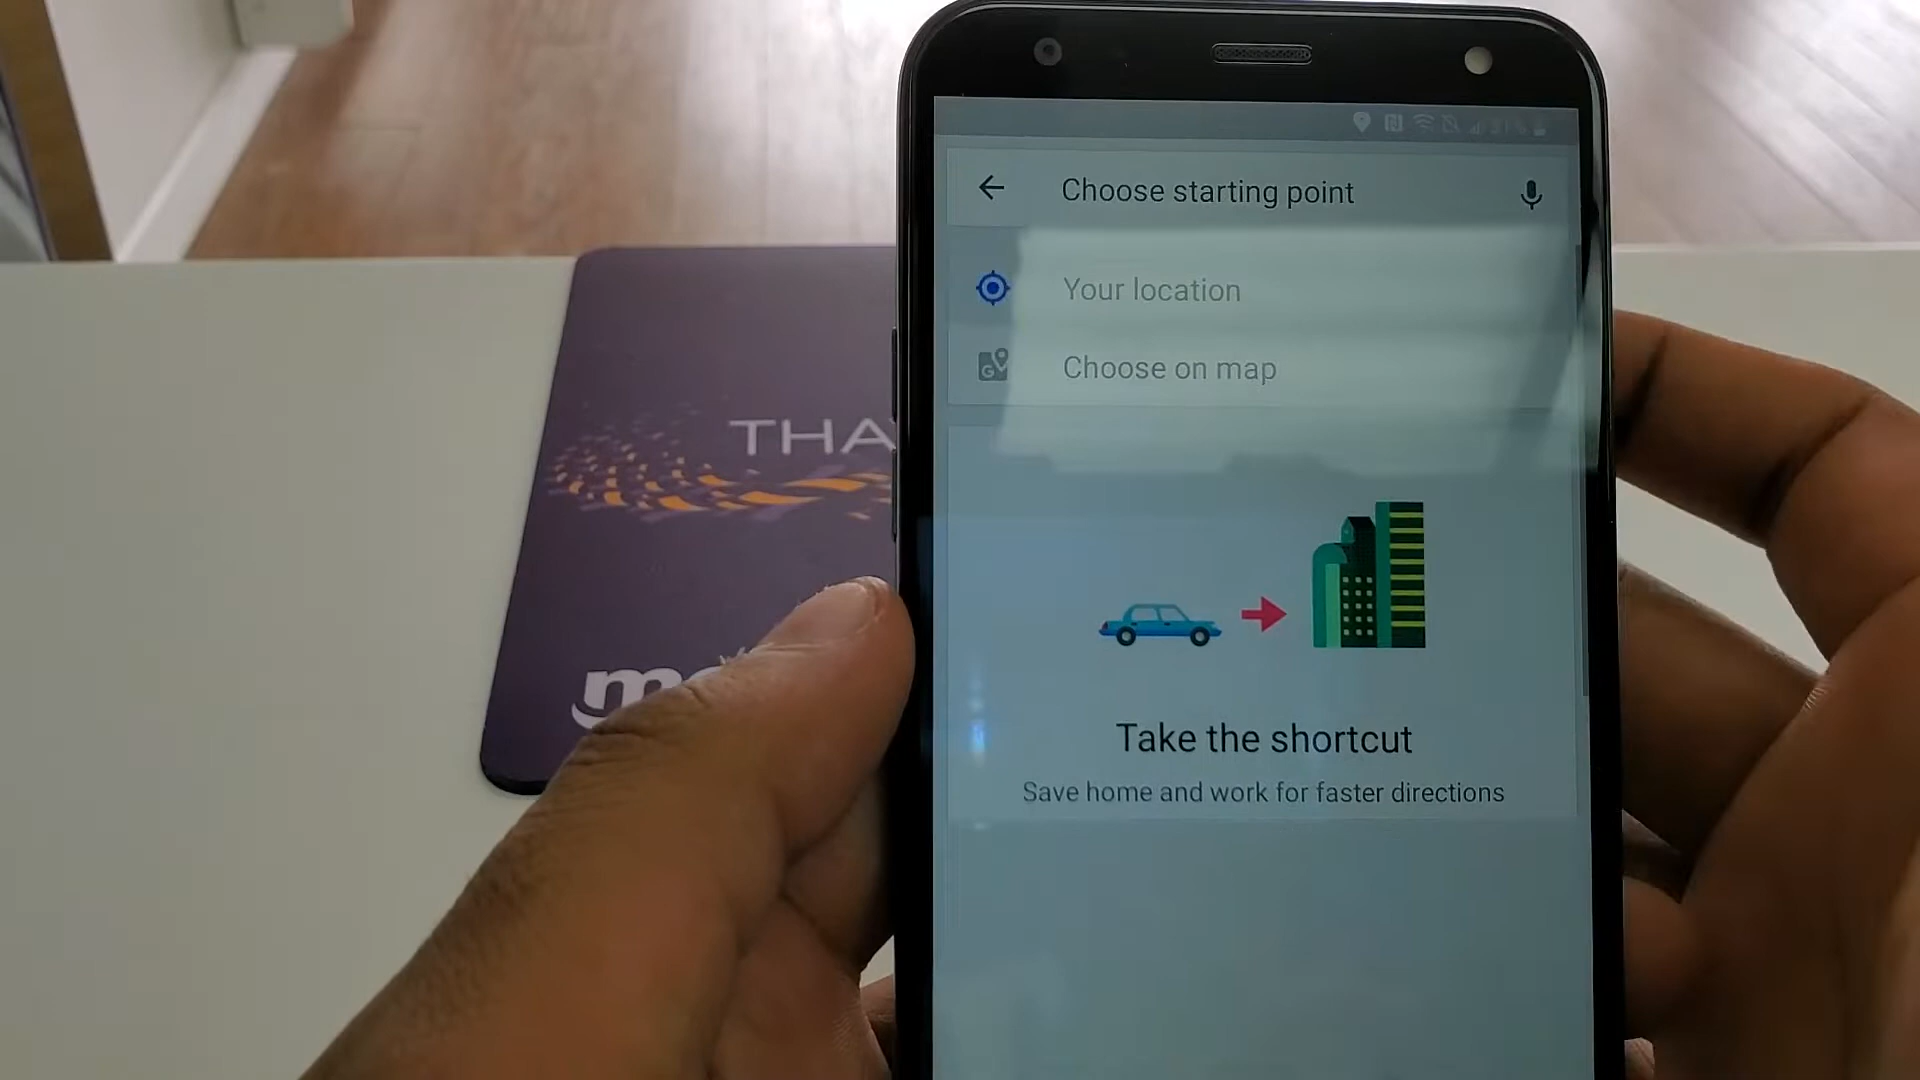 Choose starting point
Your location
Choose on map
G
THA
Take the shortcut
Save home and work for faster directions